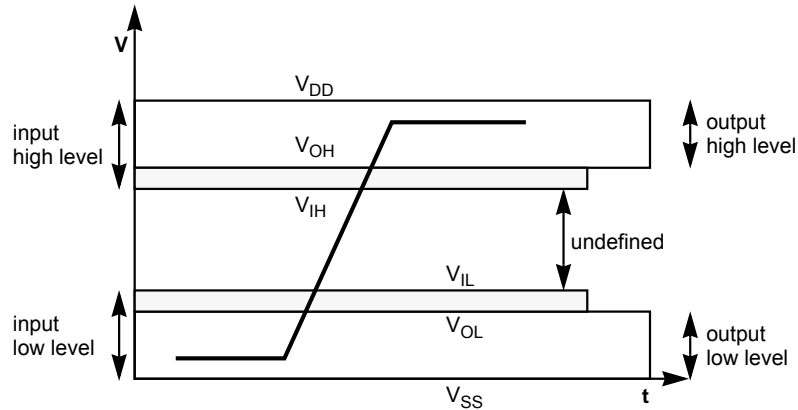 V
V_DD
input
high level
V_OH
output
high level
V_IH
undefined
V_IL
input
low level
V_OL
output
low level
V_SS
t